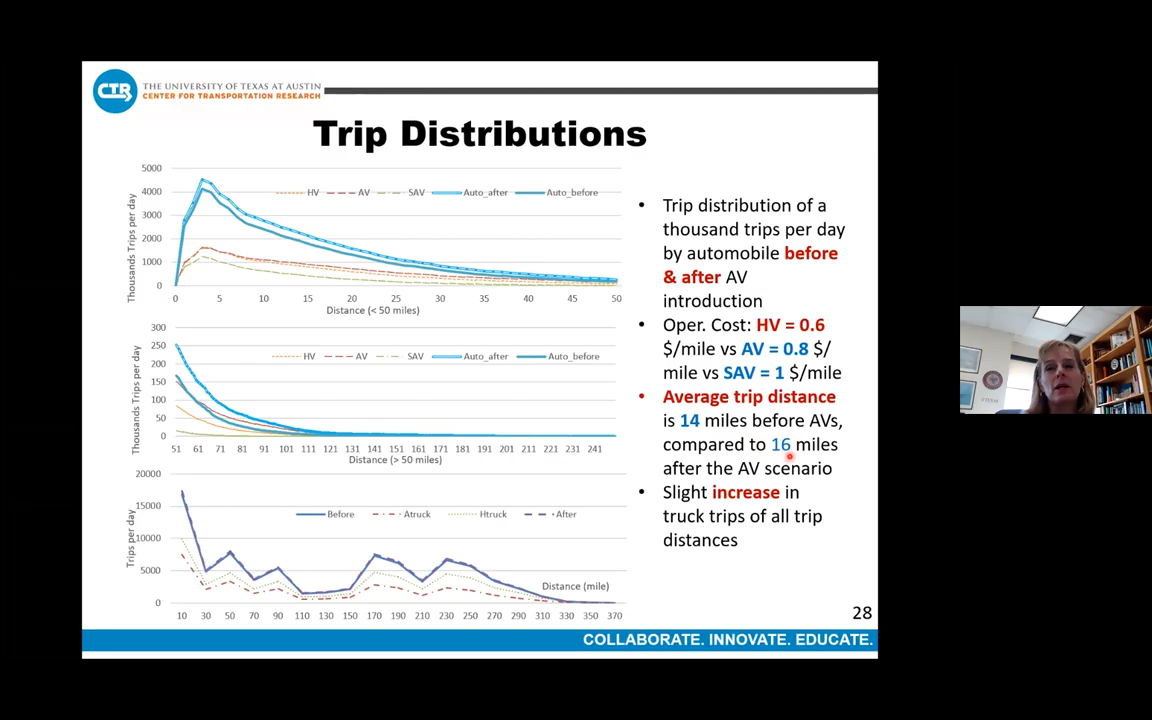 CTR
THE UNIVERSITY OF TEXAS AT AUSTIN
CENTER FOR TRANSPORTATION RESEARCH
Trip Distributions
5000
4000
3000
2000
1000
0
Thousands Trips per day
HV AV SAV Auto_after Auto_before
0 5 10 15 20 25 30 35 40 45 50
Distance (< 50 miles)
300
250
200
150
100
50
0
Thousands Trips per day
HV AV SAV Auto_after Auto_before
51 61 71 81 91 101 111 121 131 141 151 161 171 181 191 201 211 221 231 241
Distance (> 50 miles)
20000
15000
10000
5000
0
Trips per day
Before Atruck Htruck After
Distance (mile)
10 30 50 70 90 110 130 150 170 190 210 230 250 270 290 310 330 350 370
• Trip distribution of a
thousand trips per day
by automobile before
& after AV
introduction
• Oper. Cost: HV = 0.6
$/mile vs AV = 0.8 $/
mile vs SAV = 1 $/mile
• Average trip distance
is 14 miles before AVs,
compared to 16 miles
after the AV scenario
• Slight increase in
truck trips of all trip
distances
28
COLLABORATE. INNOVATE. EDUCATE.